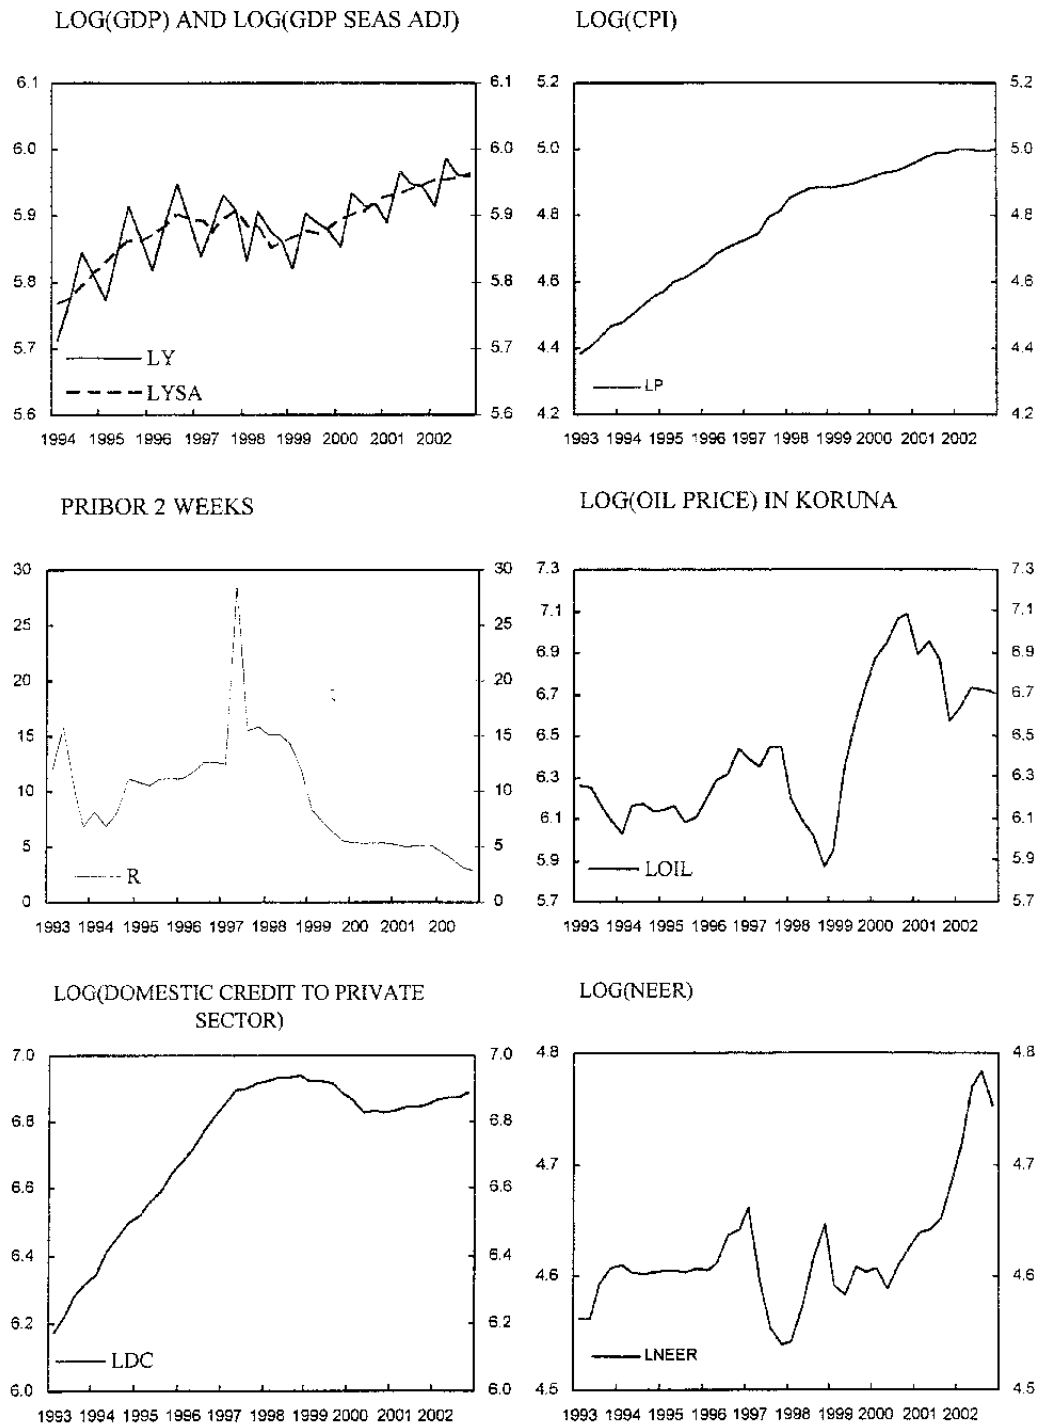 LOG(GDP) AND LOG(GDP SEAS ADJ)
6.1 6.1
6.0 6.0
5.9 5.9
5.8 5.8
5.7 5.7
5.6 5.6
LY
LYSA
1994 1995 1996 1997 1998 1999 2000 2001 2002
LOG(CPI)
5.2 5.2
5.0 5.0
4.8 4.8
4.6 4.6
4.4 4.4
4.2 4.2
LP
1993 1994 1995 1996 1997 1998 1999 2000 2001 2002
PRIBOR 2 WEEKS
30 30
25 25
20 20
15 15
10 10
5 5
0 0
R
1993 1994 1995 1996 1997 1998 1999 200 200 200
LOG(OIL PRICE) IN KORUNA
7.3 7.3
7.1 7.1
6.9 6.9
6.7 6.7
6.5 6.5
6.3 6.3
6.1 6.1
5.9 5.9
5.7 5.7
LOIL
1993 1994 1995 1996 1997 1998 1999 2000 2001 2002
LOG(DOMESTIC CREDIT TO PRIVATE
SECTOR)
7.0 7.0
6.8 6.8
6.6 6.6
6.4 6.4
6.2 6.2
6.0 6.0
LDC
1993 1994 1995 1996 1997 1998 1999 2000 2001 2002
LOG(NEER)
4.8 4.8
4.7 4.7
4.6 4.6
4.5 4.5
LNEER
1993 1994 1995 1996 1997 1998 1999 2000 2001 2002